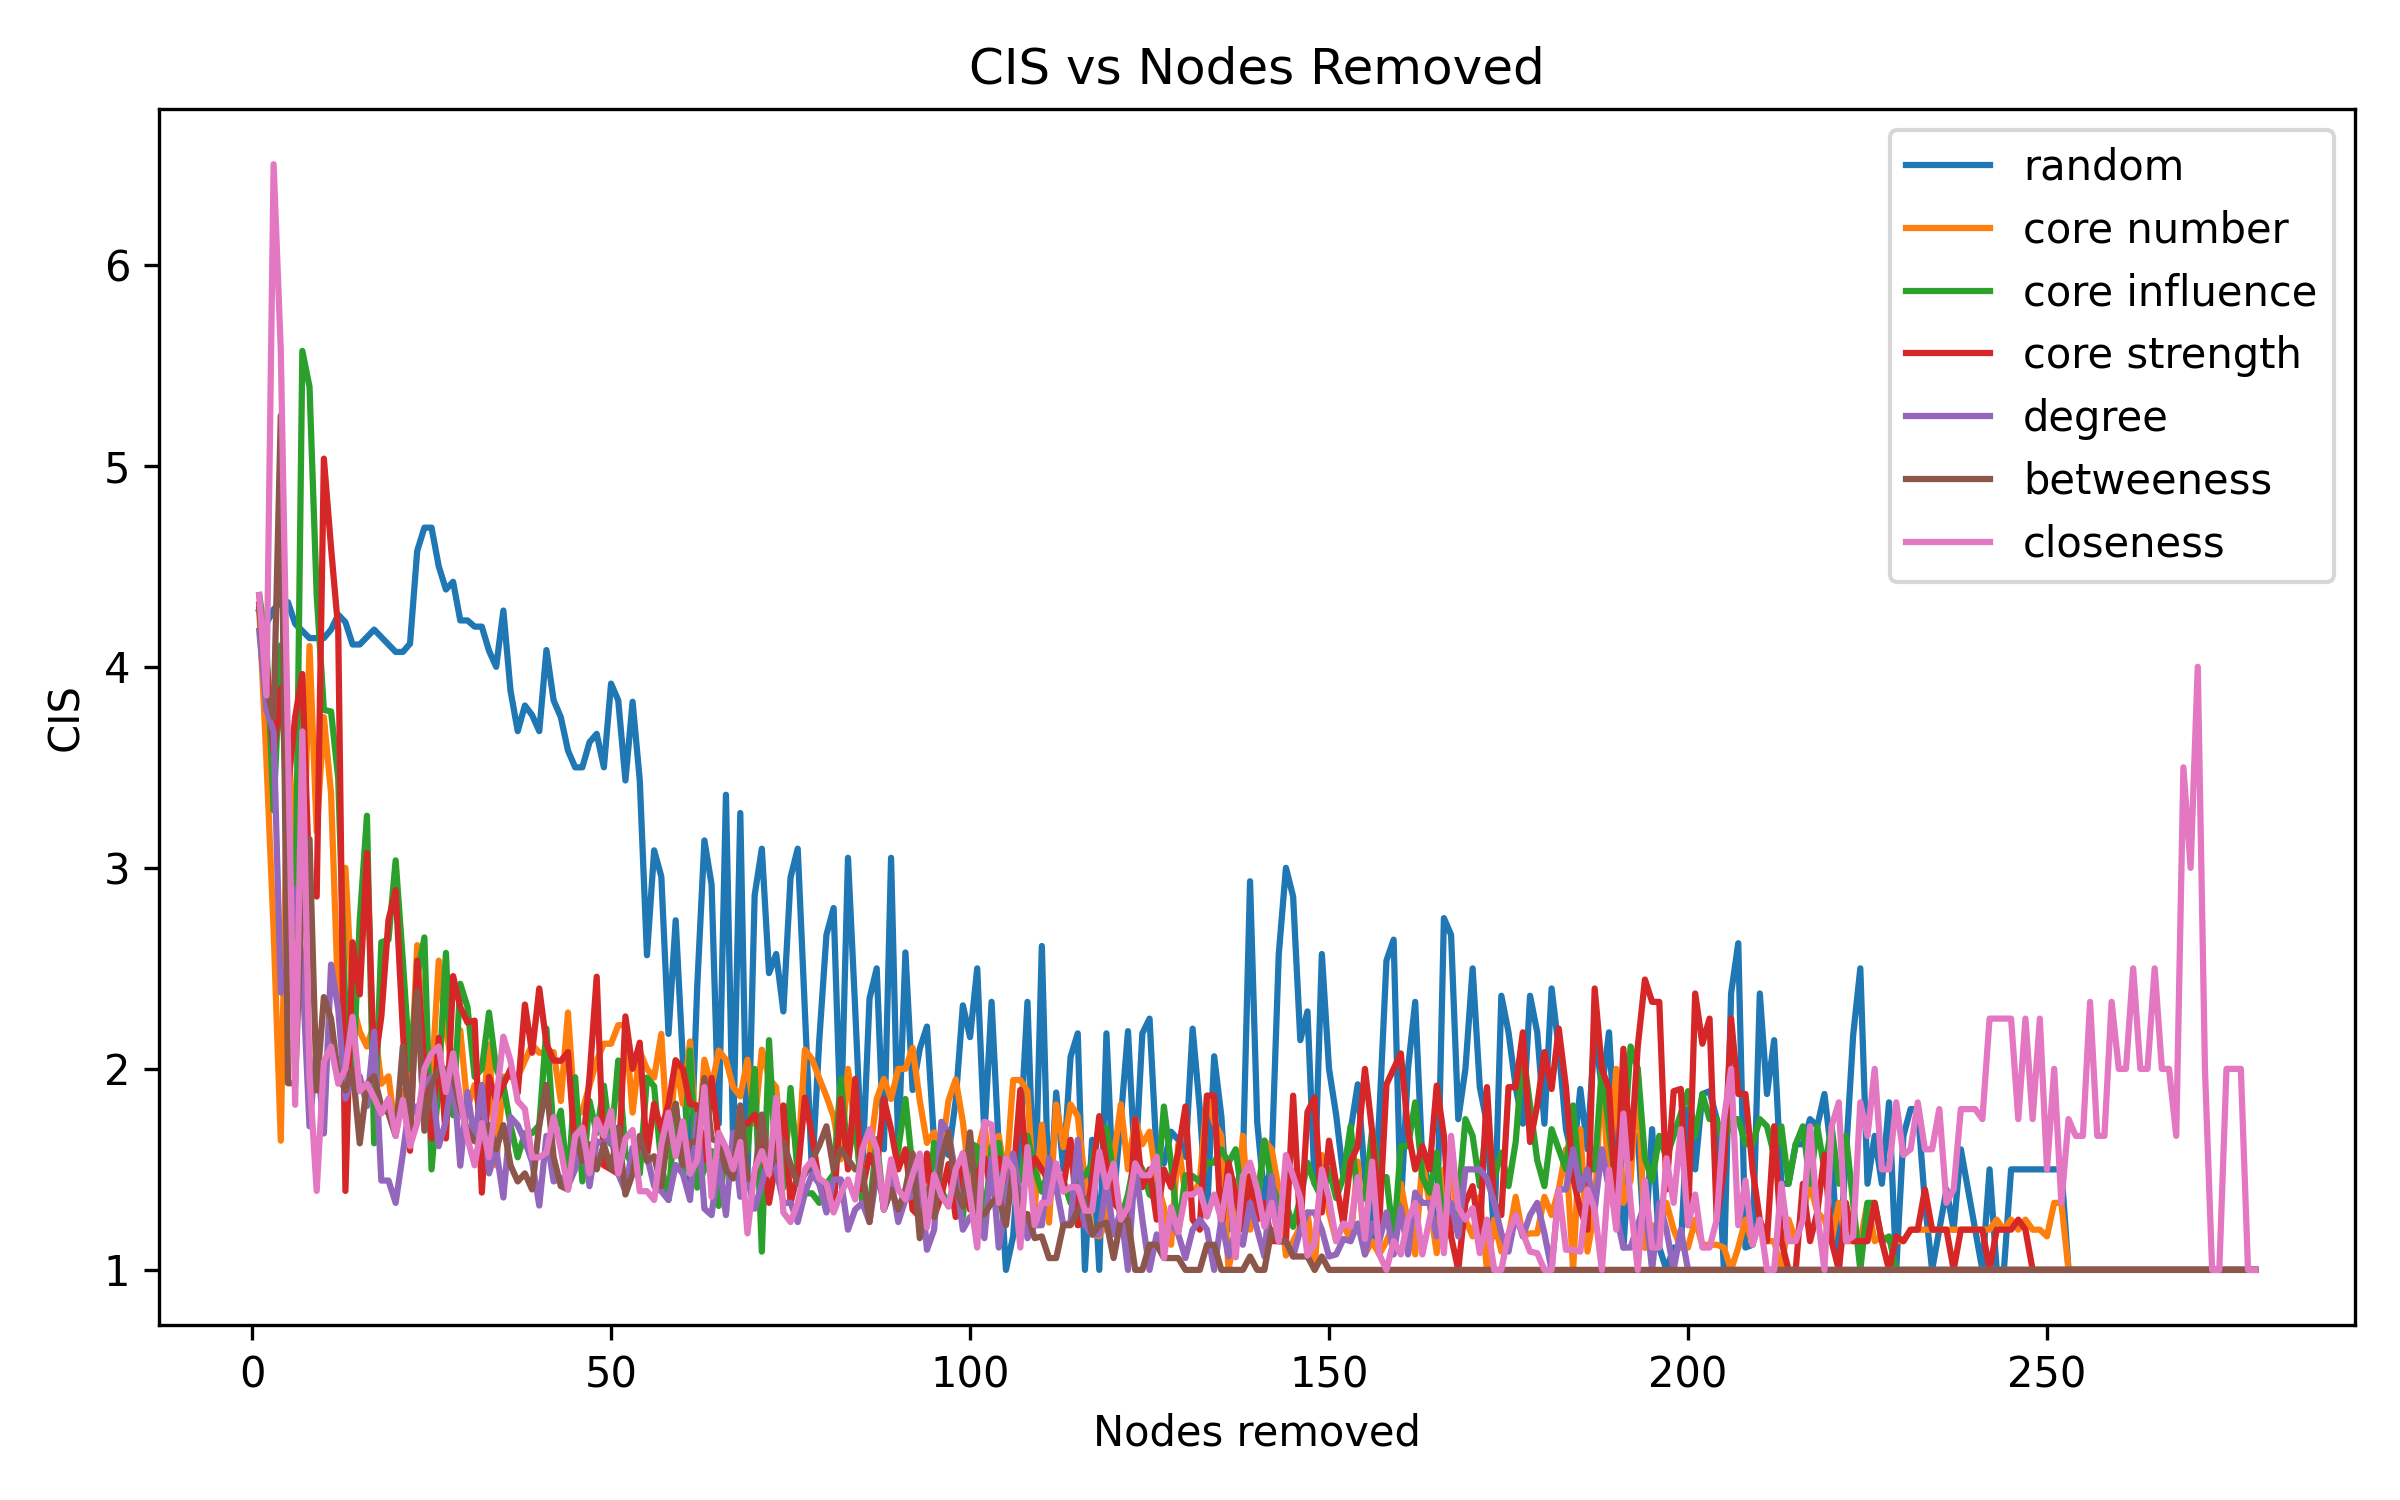 CIS vs Nodes Removed
random
core number
core influence
core strength
degree
betweeness
closeness
6
5
4
3
2
1
CIS
0 50 100 150 200 250
Nodes removed